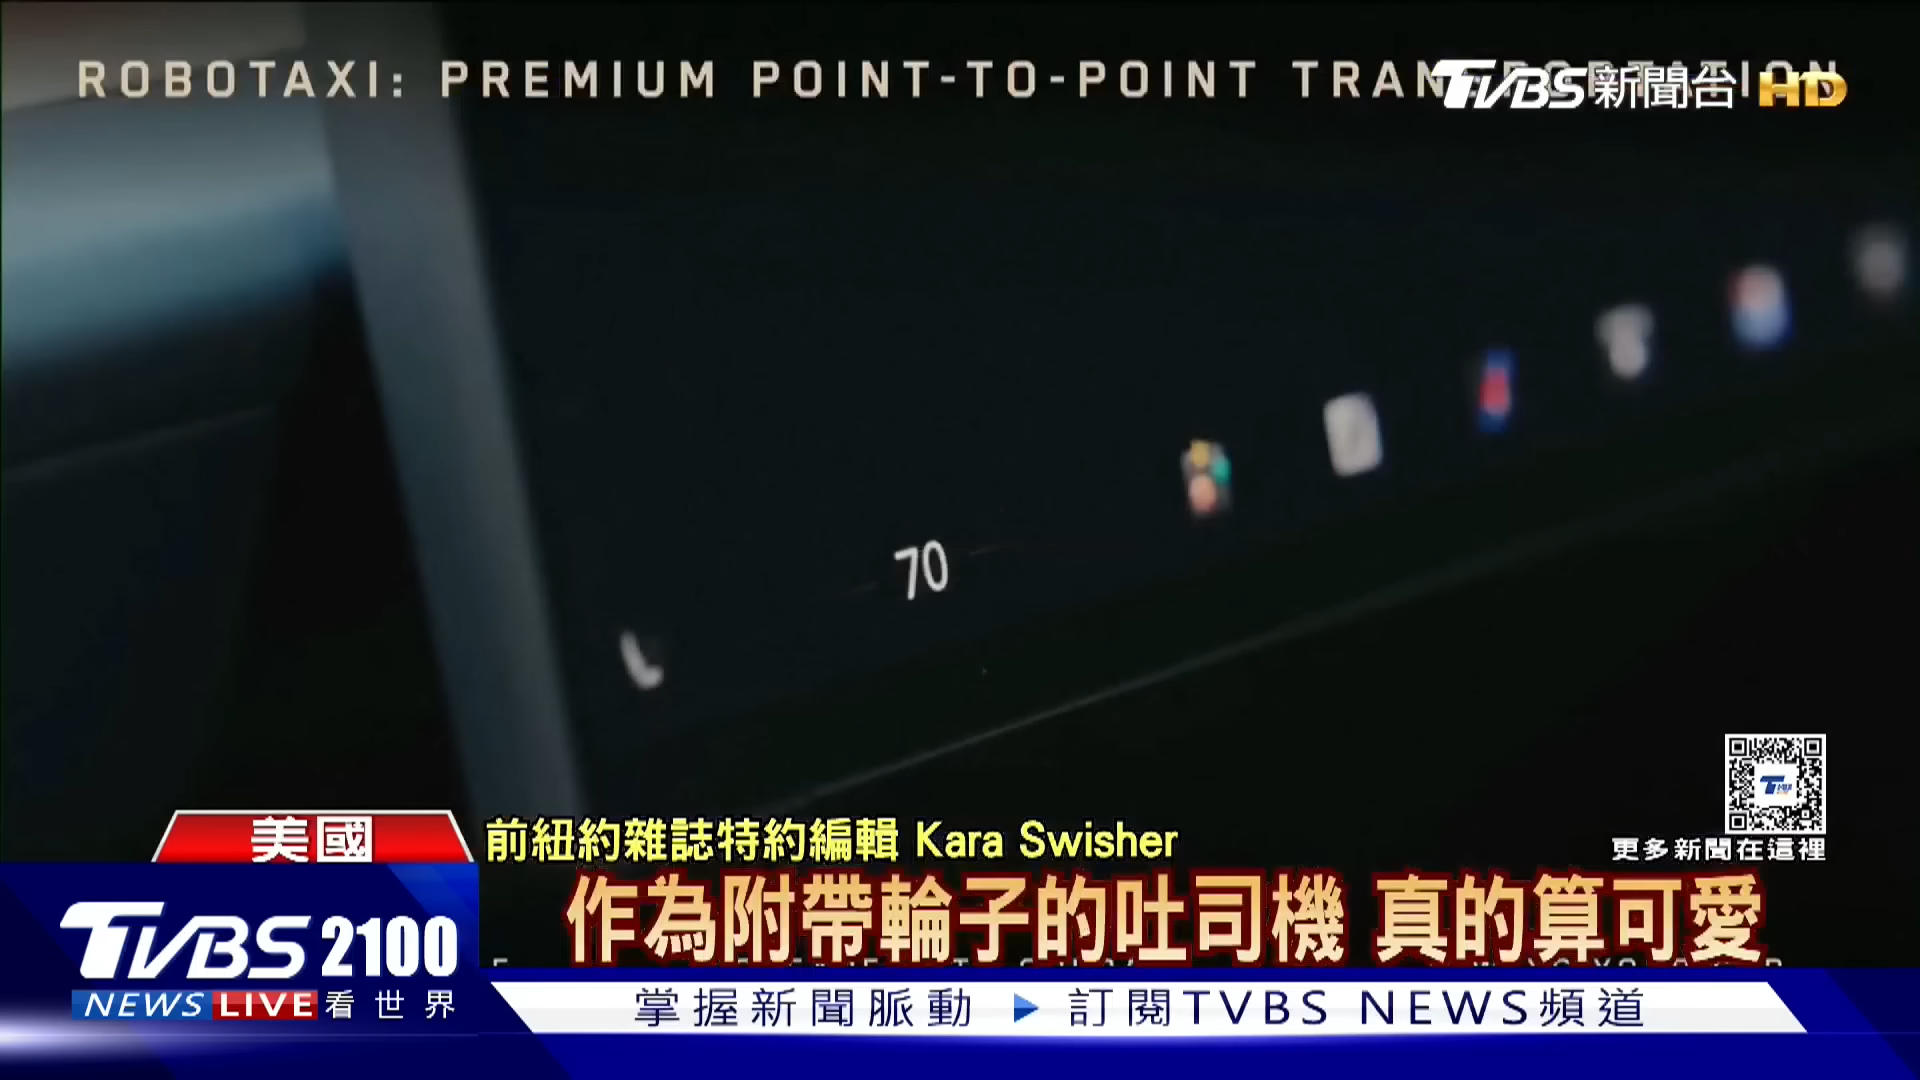 ROBOTAXI: PREMIUM POINT-TO-POINT TRANSPORTATION
TVBS新聞台 HD
70
更多新聞在這裡
美國
前紐約雜誌特約編輯 Kara Swisher
作為附帶輪子的吐司機 真的算可愛
TVBS 2100
NEWS LIVE 看世界
掌握新聞脈動 ▶ 訂閱TVBS NEWS頻道